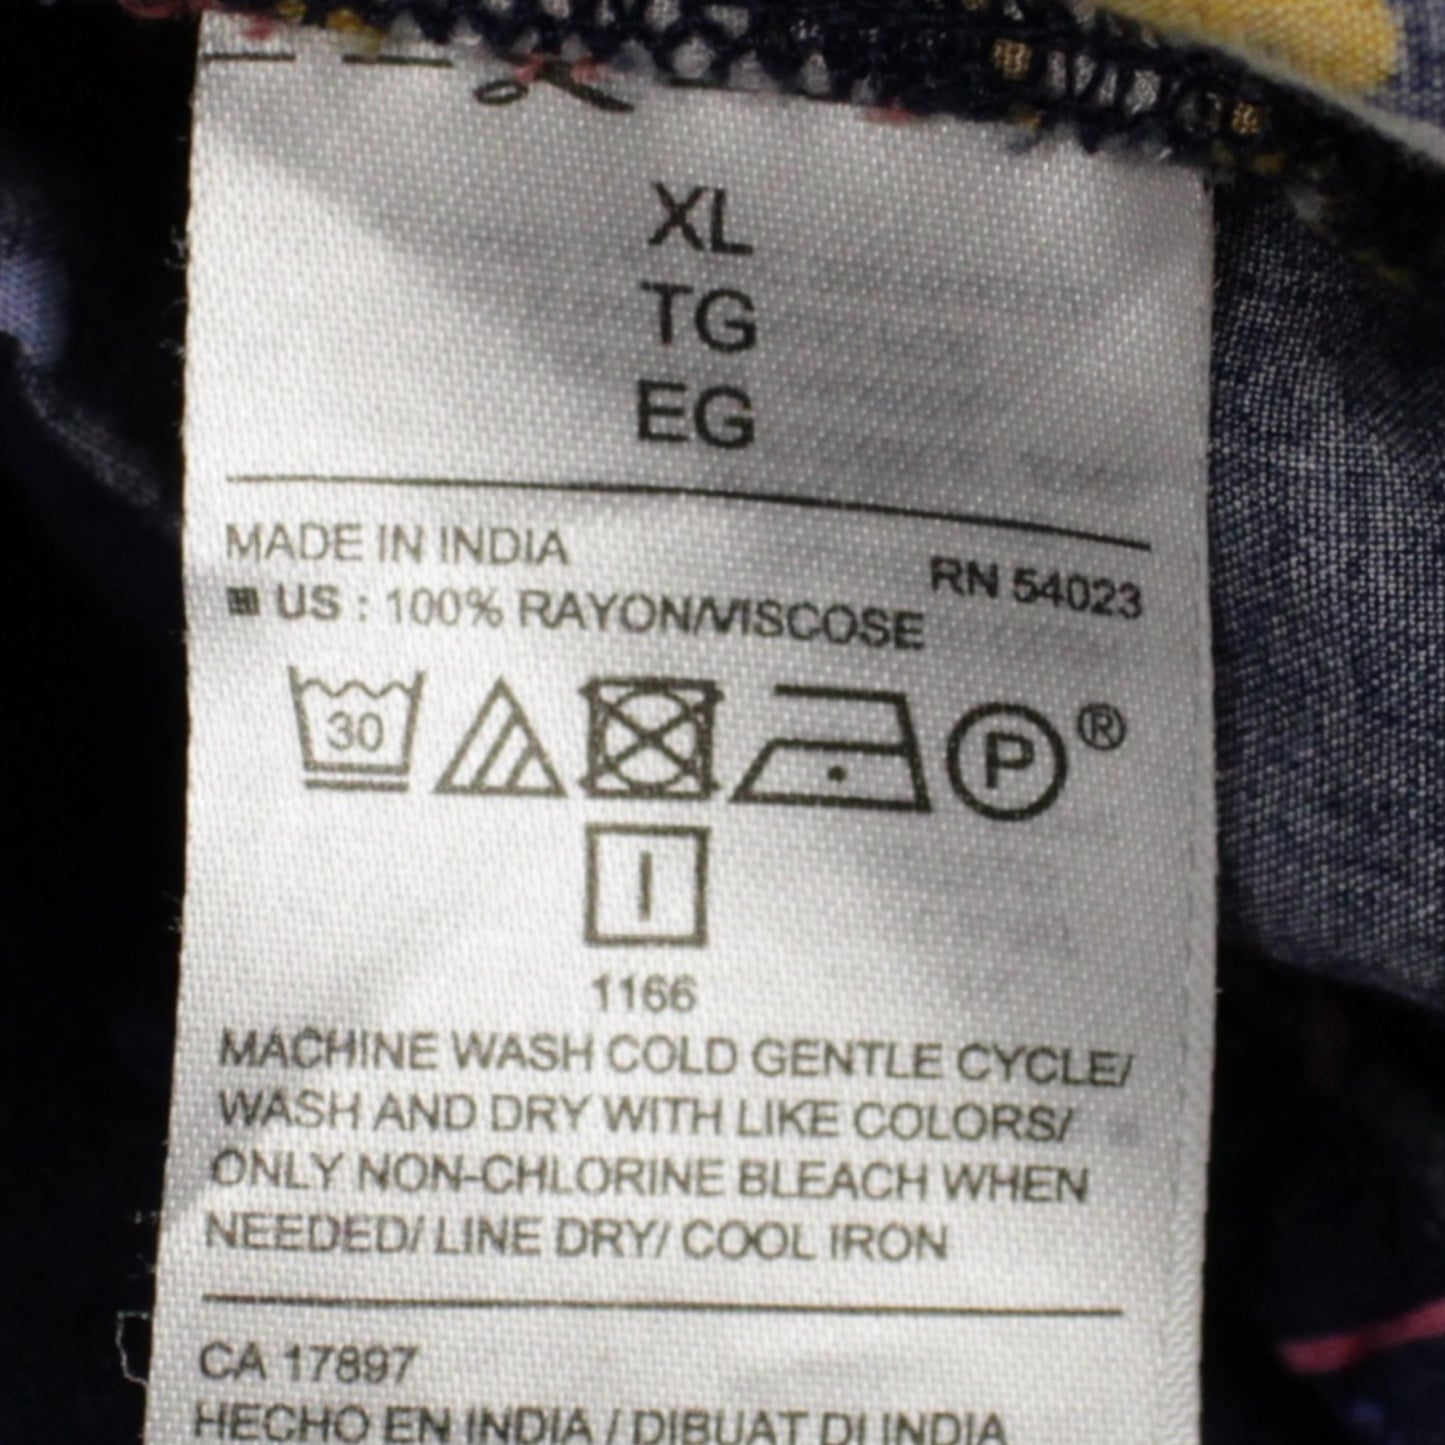 XL
TG
EG
MADE IN INDIA
RN 54023
US : 100% RAYON/VISCOSE
30
P ®
1166
MACHINE WASH COLD GENTLE CYCLE/
WASH AND DRY WITH LIKE COLORS/
ONLY NON-CHLORINE BLEACH WHEN
NEEDED/ LINE DRY/ COOL IRON
CA 17897
HECHO EN INDIA / DIBUAT DI INDIA